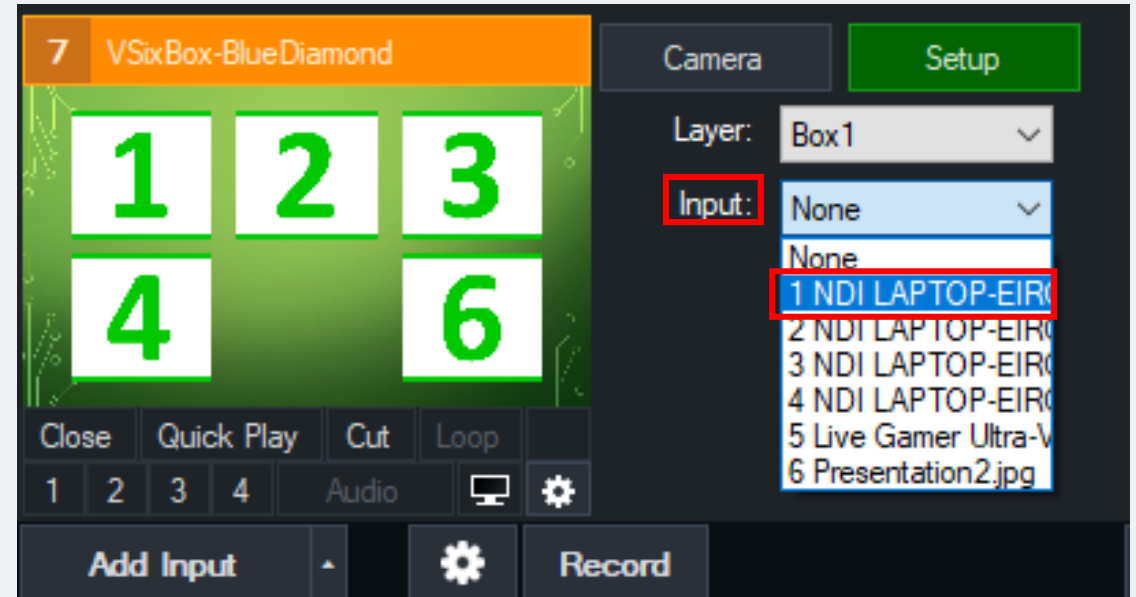 7 VSixBox-BlueDiamond
1 2 3
4 6
Close Quick Play Cut Loop
1 2 3 4 Audio
Add Input Record
Camera Setup
Layer: Box1
Input: None
None
1 NDI LAPTOP-EIR
2 NDI LAPTOP-EIR
3 NDI LAPTOP-EIR
4 NDI LAPTOP-EIR
5 Live Gamer Ultra-V
6 Presentation2.jpg